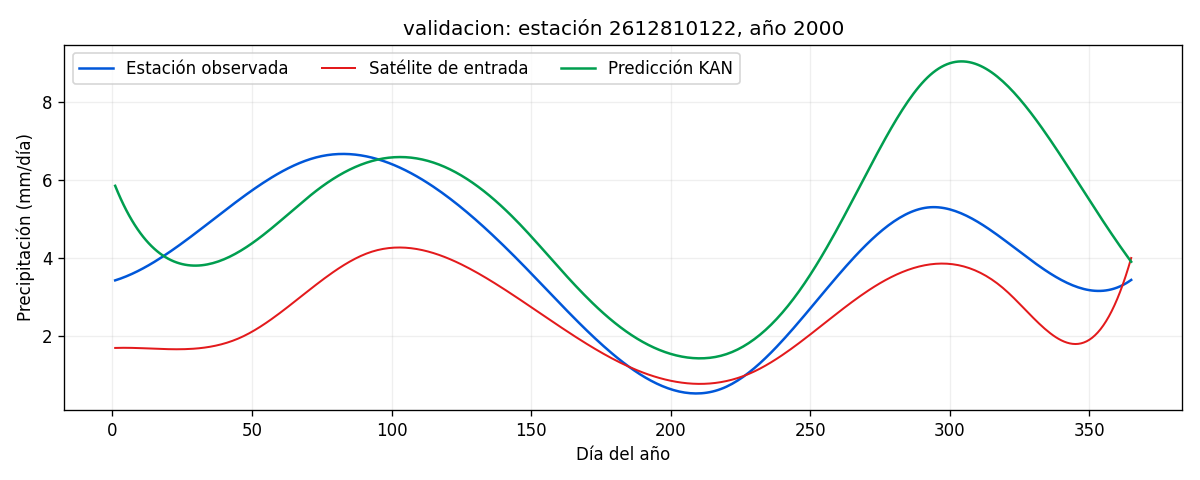 validacion: estación 2612810122, año 2000
Estación observada
Satélite de entrada
Predicción KAN
Precipitación (mm/día)
8
6
4
2
0
50
100
150
200
250
300
350
Día del año